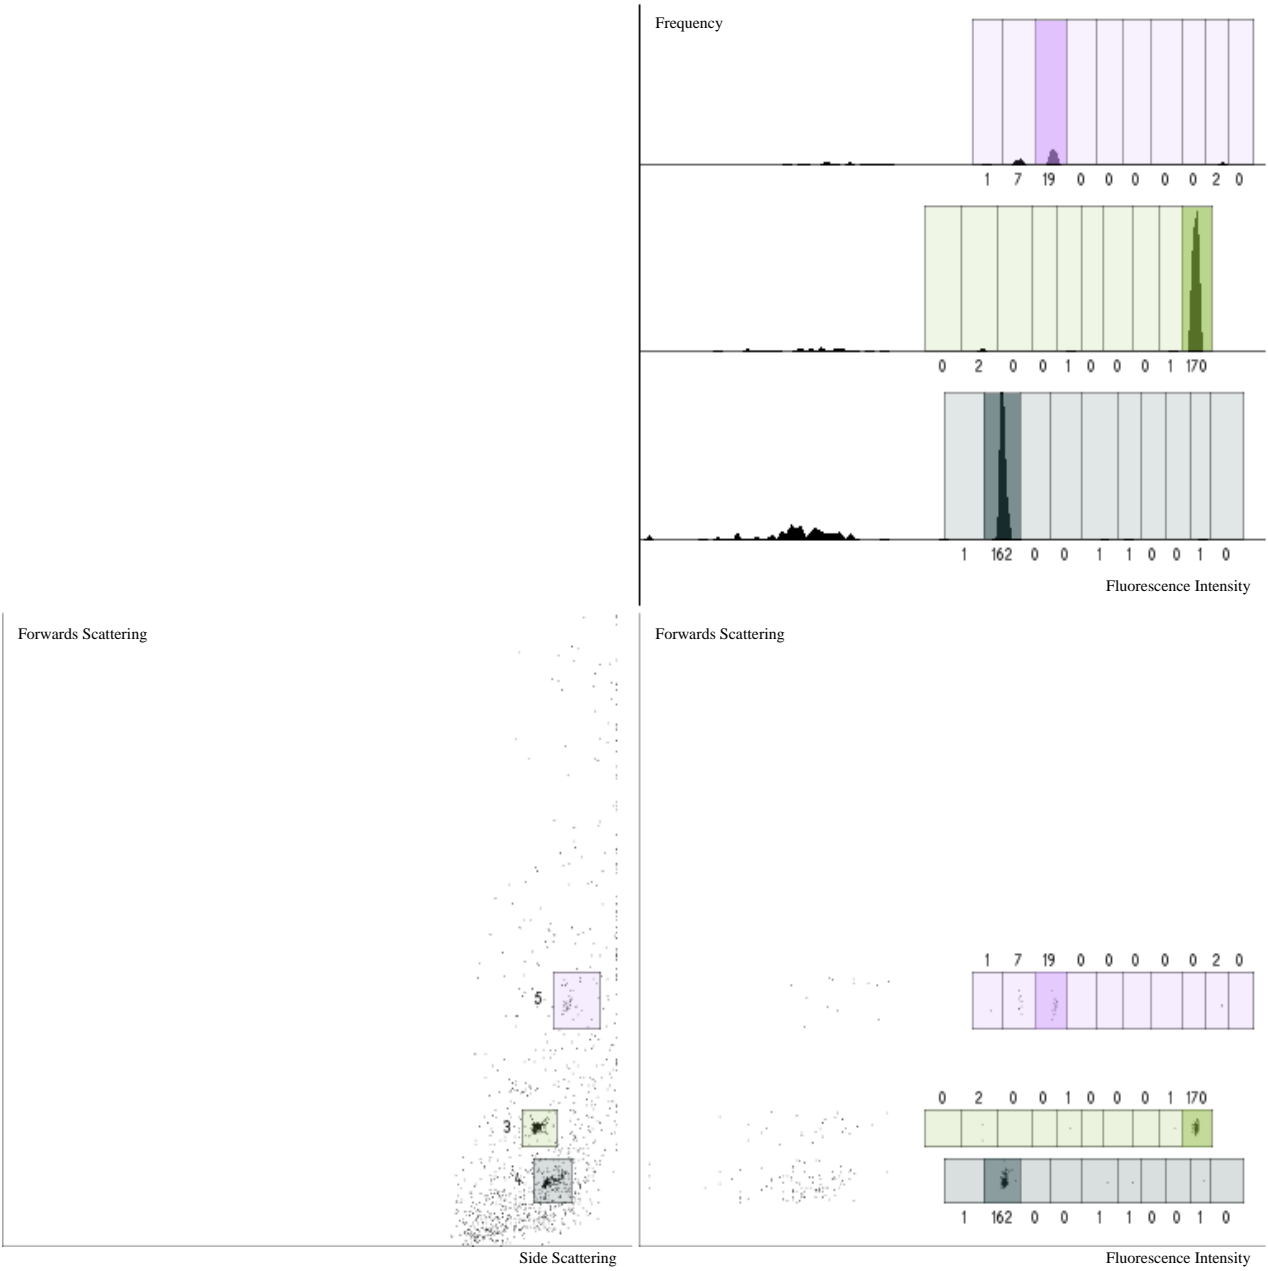 Frequency
1 7 19 0 0 0 0 0 2 0
0 2 0 0 1 0 0 0 1 170
1 162 0 0 1 1 0 0 1 0
Fluorescence Intensity
Forwards Scattering
5
3
4
Side Scattering
Forwards Scattering
1 7 19 0 0 0 0 0 2 0
0 2 0 0 1 0 0 0 1 170
1 162 0 0 1 1 0 0 1 0
Fluorescence Intensity